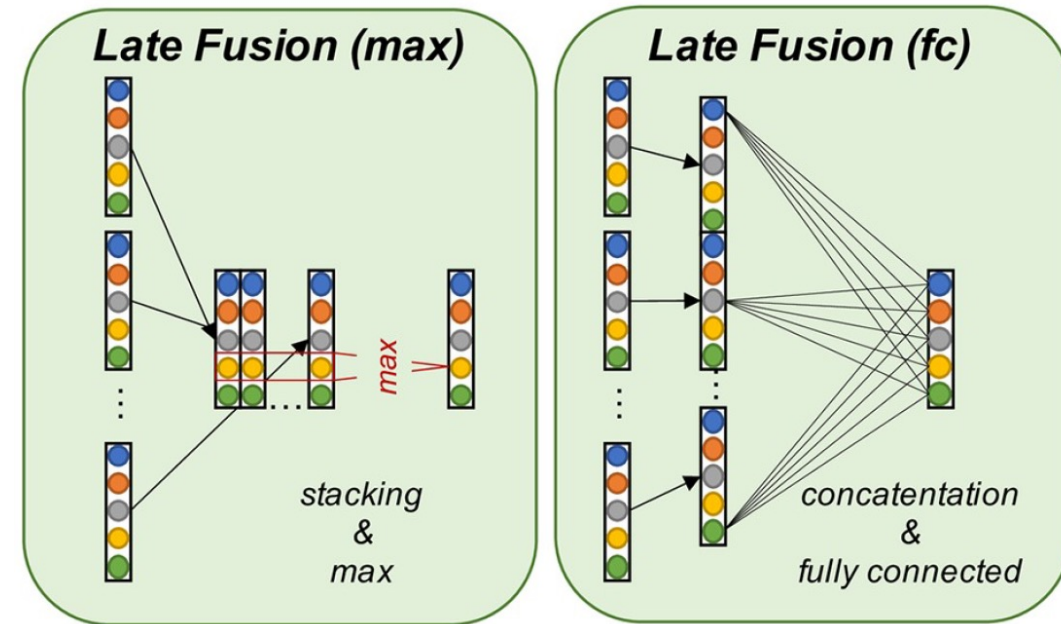 Late Fusion (max)
max
stacking
&
max
Late Fusion (fc)
concatentation
&
fully connected